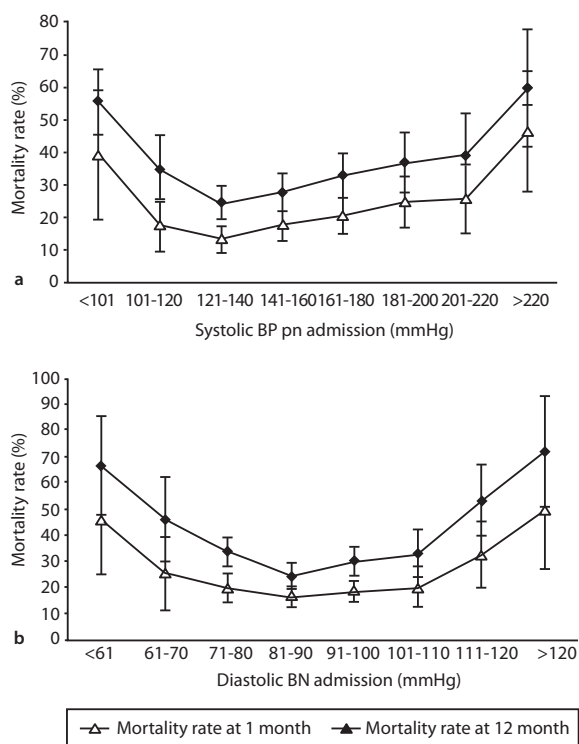 80
70
60
50
40
30
20
10
0
Mortality rate (%)
a
<101 101-120 121-140 141-160 161-180 181-200 201-220 >220
Systolic BP pn admission (mmHg)
100
90
80
70
60
50
40
30
20
10
0
Mortality rate (%)
b
<61 61-70 71-80 81-90 91-100 101-110 111-120 >120
Diastolic BN admission (mmHg)
Mortality rate at 1 month Mortality rate at 12 month